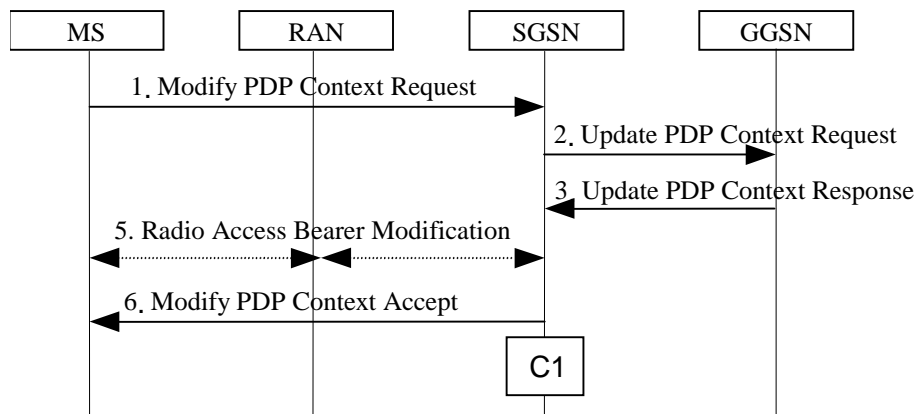 MS RAN SGSN GGSN
1. Modify PDP Context Request
2. Update PDP Context Request
3. Update PDP Context Response
5. Radio Access Bearer Modification
6. Modify PDP Context Accept
C1